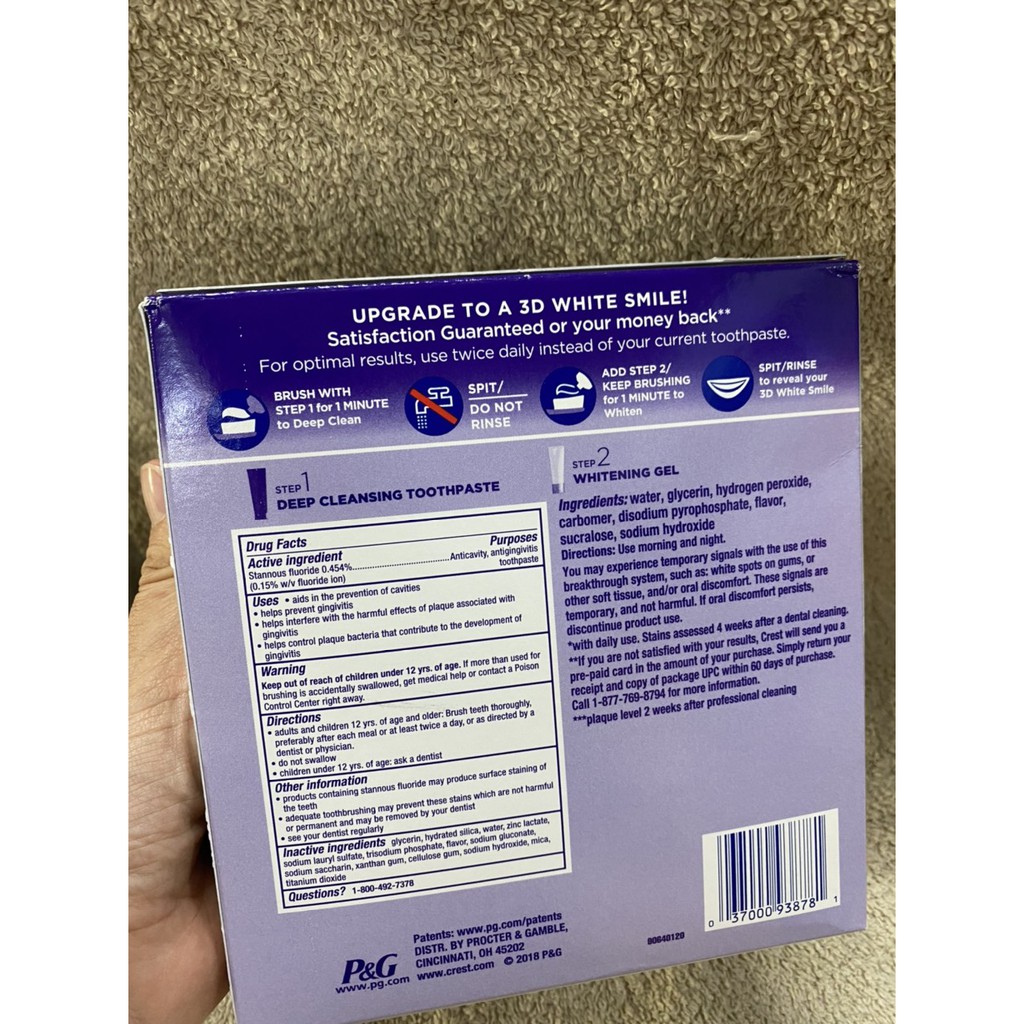 UPGRADE TO A 3D WHITE SMILE!
Satisfaction Guaranteed or your money back**
For optimal results, use twice daily instead of your current toothpaste.
BRUSH WITH
STEP 1 for 1 MINUTE
to Deep Clean
SPIT/
DO NOT
RINSE
ADD STEP 2/
KEEP BRUSHING
for 1 MINUTE to
Whiten
SPIT/RINSE
to reveal your
3D White Smile
STEP 1
DEEP CLEANSING TOOTHPASTE
Drug Facts
Active ingredient Purposes
Stannous fluoride 0.454%..............................Anticavity, antigingivitis
(0.15% w/v fluoride ion) toothpaste
Uses • aids in the prevention of cavities
• helps prevent gingivitis
• helps interfere with the harmful effects of plaque associated with
gingivitis
• helps control plaque bacteria that contribute to the development of
gingivitis
Warning
Keep out of reach of children under 12 yrs. of age. If more than used for
brushing is accidentally swallowed, get medical help or contact a Poison
Control Center right away.
Directions
• adults and children 12 yrs. of age and older: Brush teeth thoroughly,
preferably after each meal or at least twice a day, or as directed by a
dentist or physician.
• do not swallow
• children under 12 yrs. of age: ask a dentist
Other information
• products containing stannous fluoride may produce surface staining of
the teeth
• adequate toothbrushing may prevent these stains which are not harmful
or permanent and may be removed by your dentist
• see your dentist regularly
Inactive ingredients glycerin, hydrated silica, water, zinc lactate,
sodium lauryl sulfate, trisodium phosphate, flavor, sodium gluconate,
sodium saccharin, xanthan gum, cellulose gum, sodium hydroxide, mica,
titanium dioxide
Questions? 1-800-492-7378
STEP 2
WHITENING GEL
Ingredients: water, glycerin, hydrogen peroxide,
carbomer, disodium pyrophosphate, flavor,
sucralose, sodium hydroxide
Directions: Use morning and night.
You may experience temporary signals with the use of this
breakthrough system, such as: white spots on gums, or
other soft tissue, and/or oral discomfort. These signals are
temporary, and not harmful. If oral discomfort persists,
discontinue product use.
*with daily use. Stains assessed 4 weeks after a dental cleaning.
**If you are not satisfied with your results, Crest will send you a
pre-paid card in the amount of your purchase. Simply return your
receipt and copy of package UPC within 60 days of purchase.
Call 1-877-769-8794 for more information.
***plaque level 2 weeks after professional cleaning
P&G
www.pg.com
Patents: www.pg.com/patents
DISTR. BY PROCTER & GAMBLE,
CINCINNATI, OH 45202
www.crest.com © 2018 P&G
90640120
0 37000 93878 1